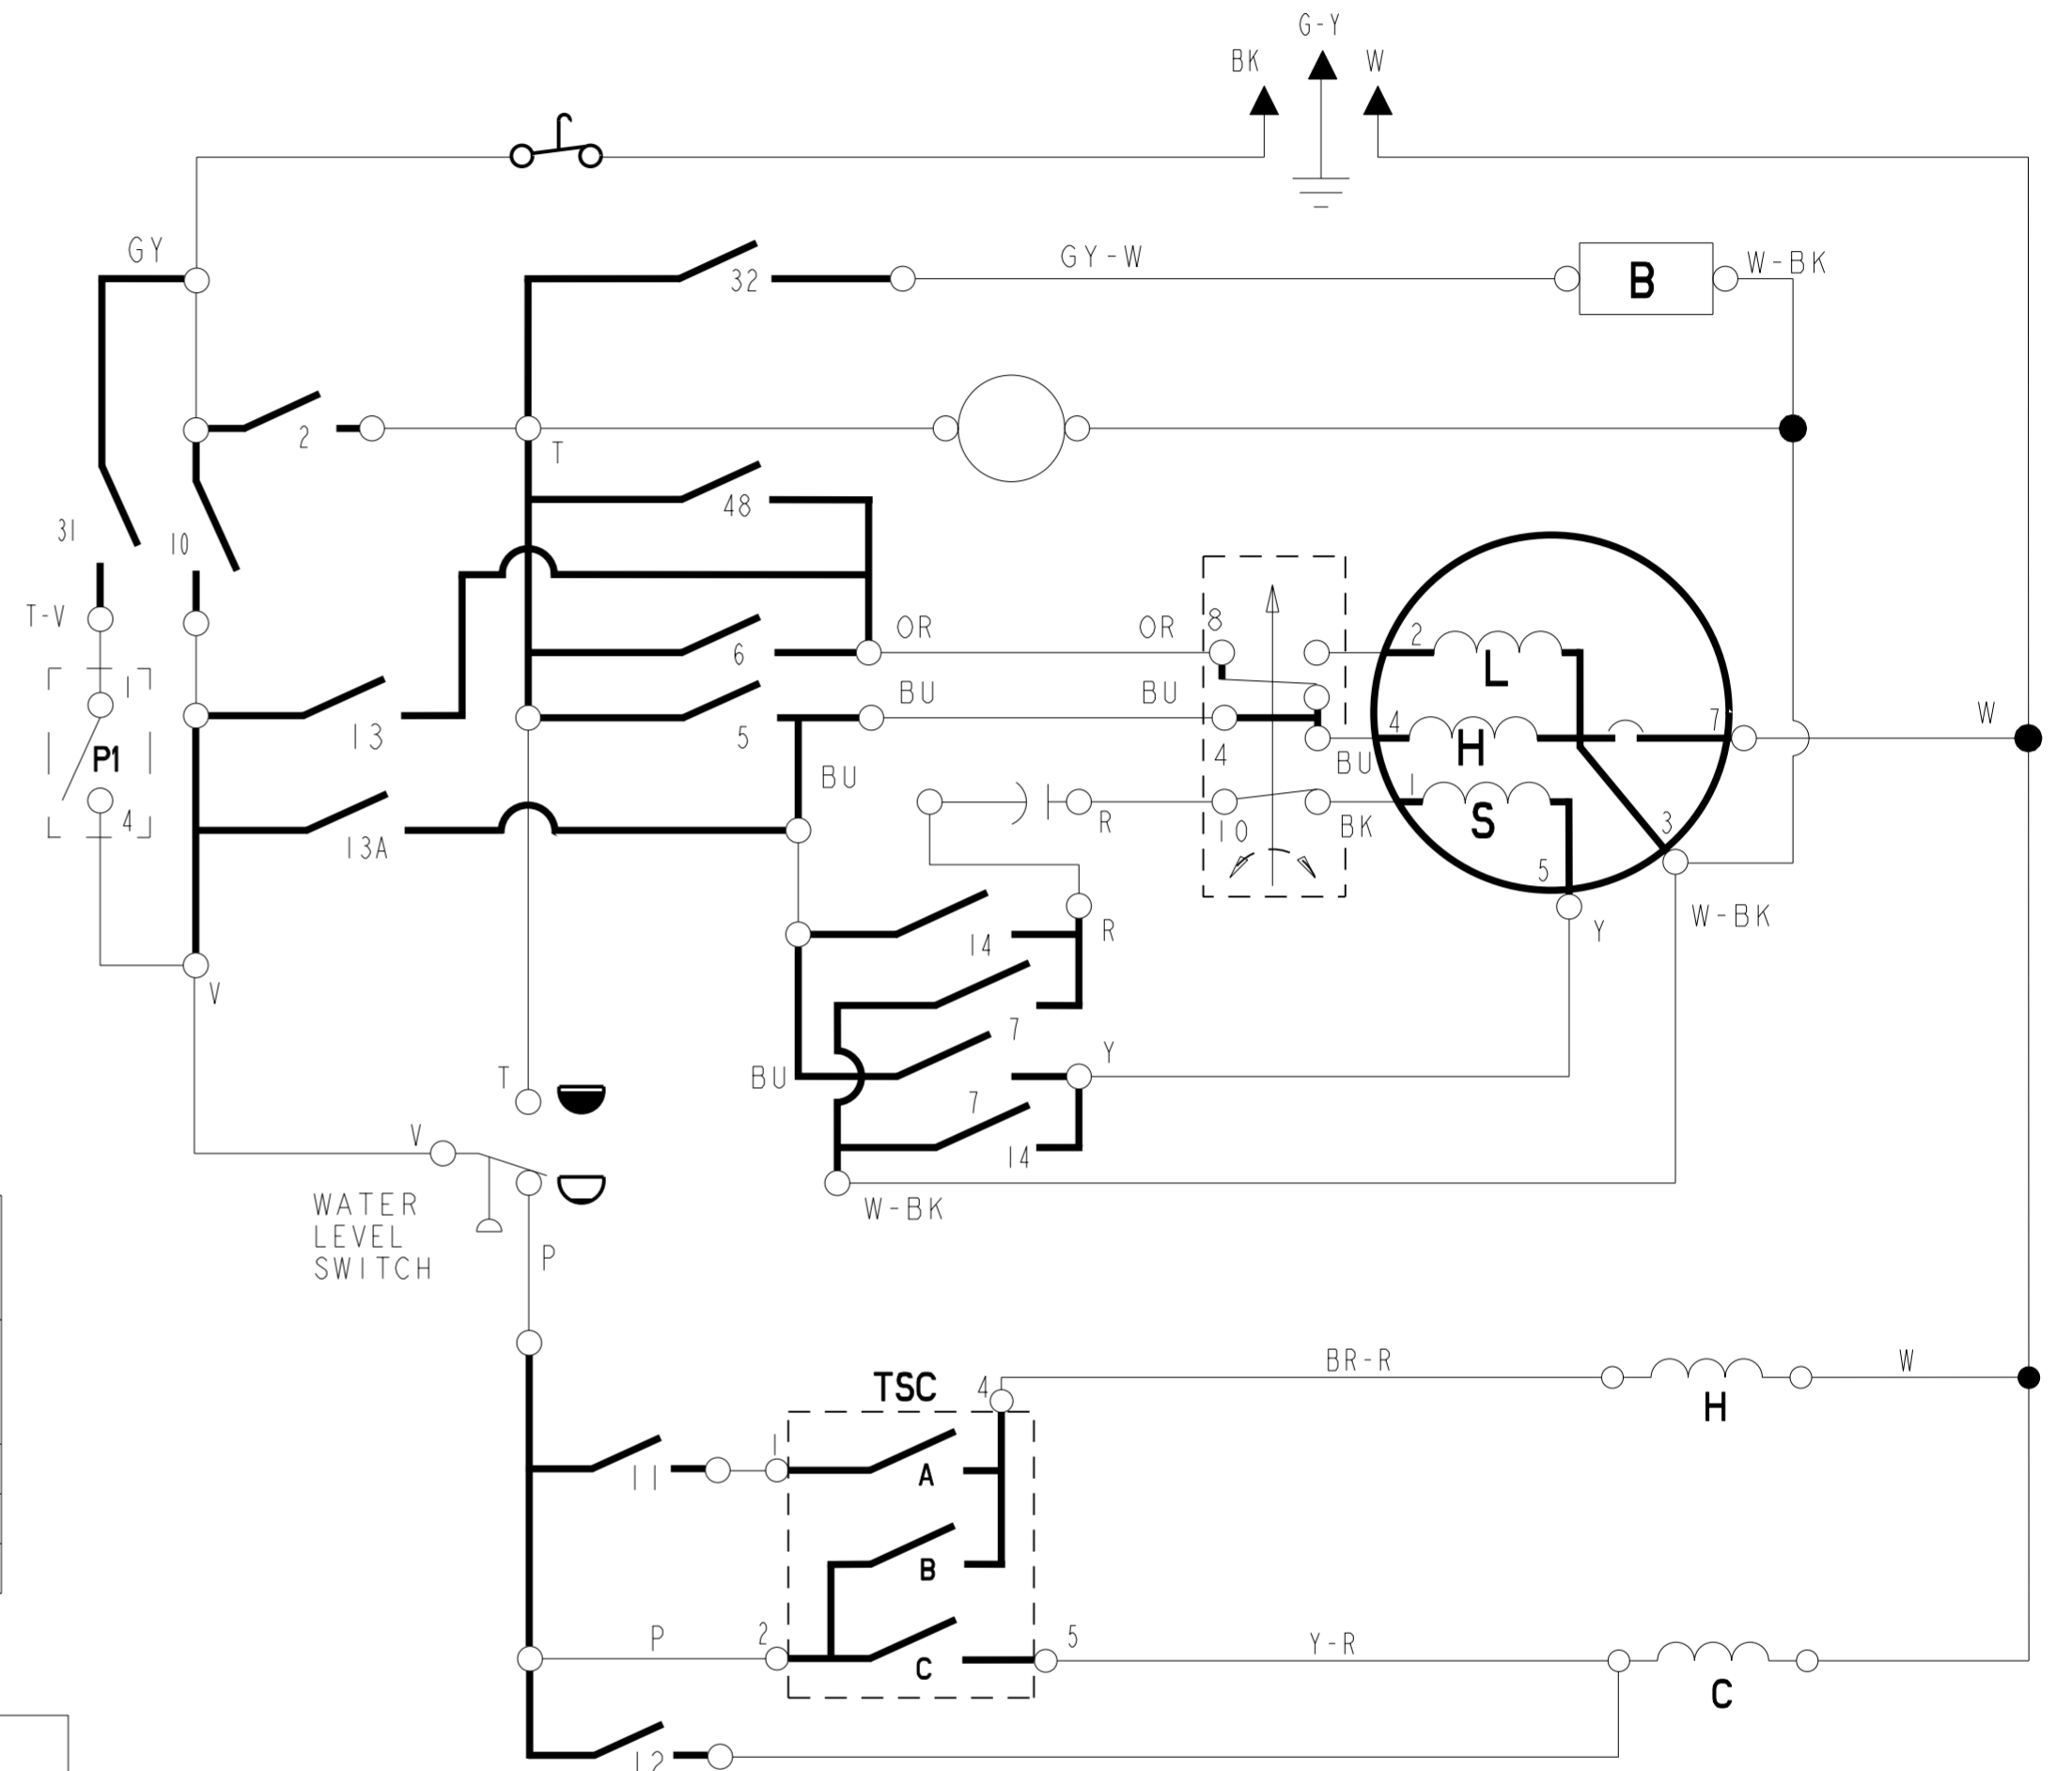 G-Y
BK
W
GY
32
GY-W
B
W-BK
2
T
48
31
10
T-V
1
P1
4
13
13A
6
5
OR
OR
8
BU
BU
BU
4
10
R
BU
BK
2
L
4
H
7
1
S
3
5
W
V
14
R
7
Y
W-BK
T
BU
7
Y
14
V
W-BK
WATER
LEVEL
SWITCH
P
TSC
4
BR-R
W
H
11
1
A
B
P
2
C
5
Y-R
C
12